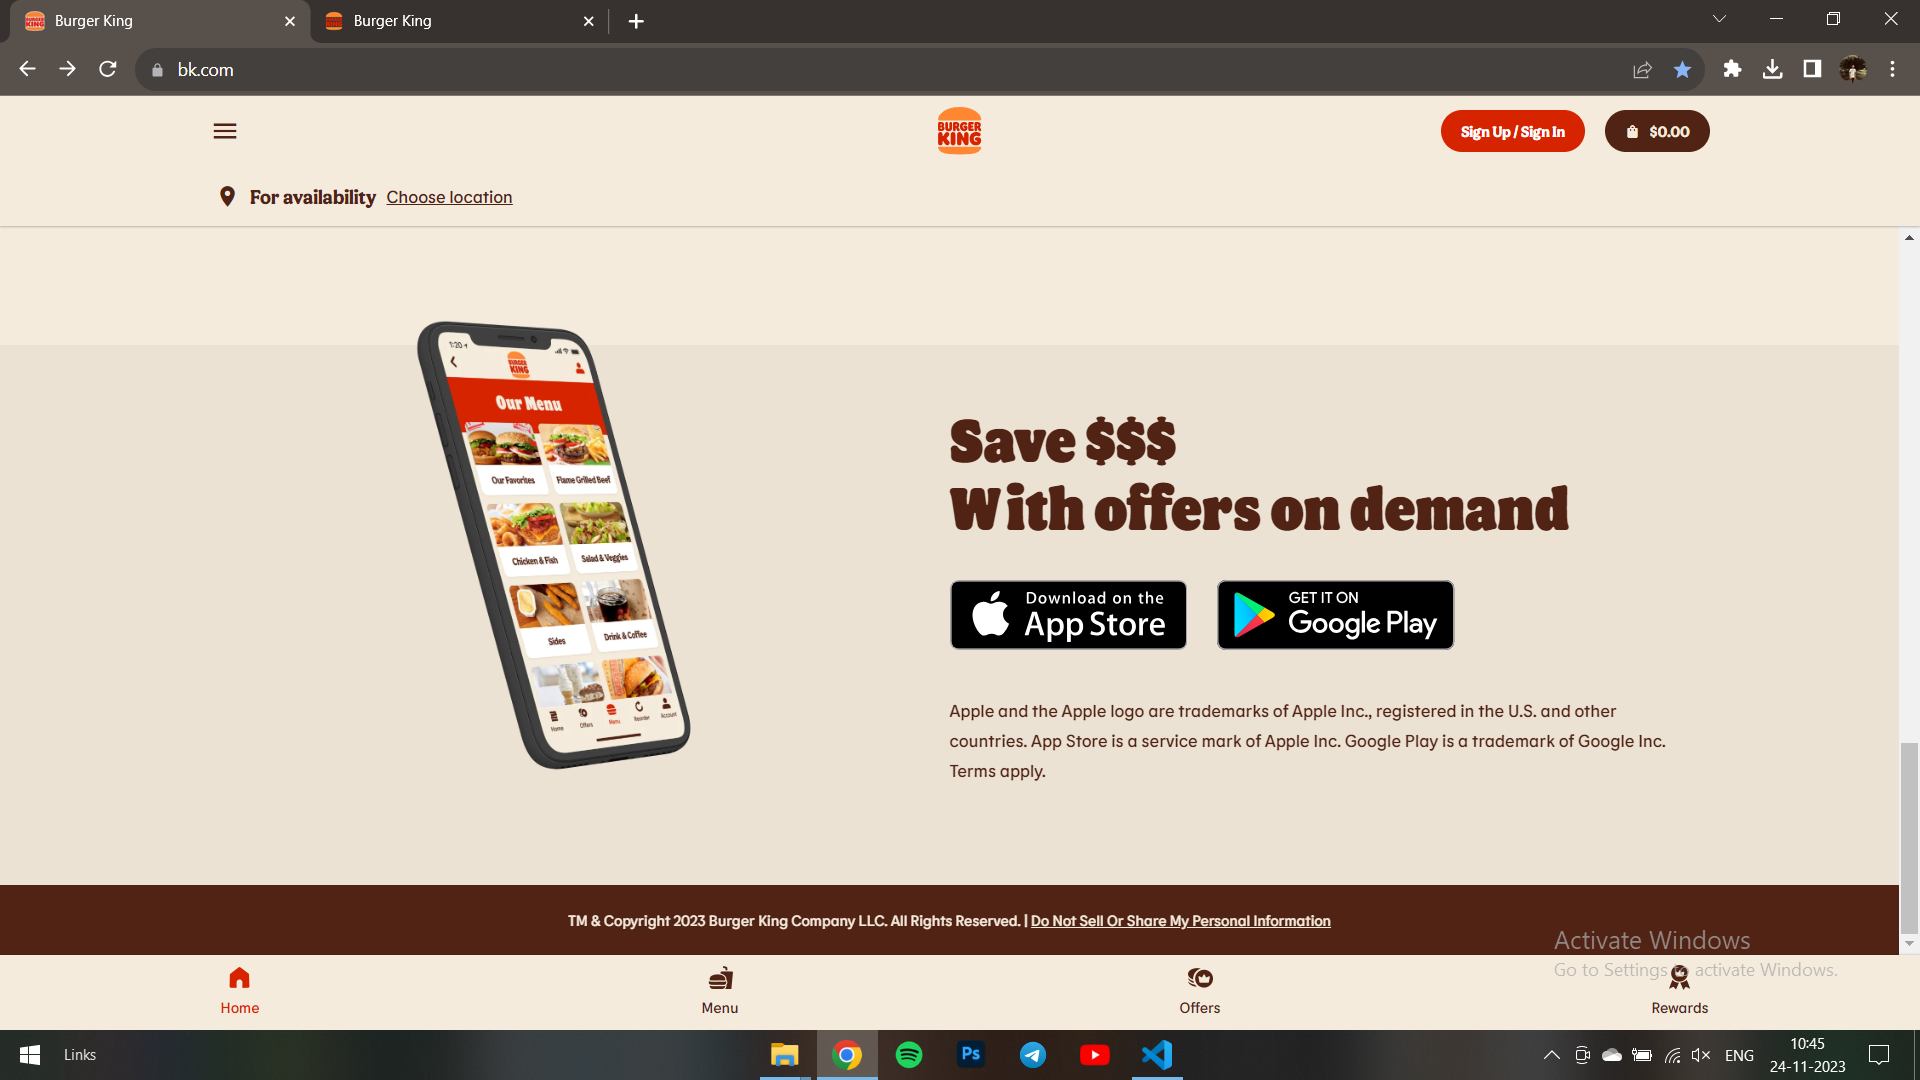 Burger King
Burger King
bk.com
BURGER
KING
Sign Up / Sign In
$0.00
For availability Choose location
1:20
BURGER
KING
Our Menu
Our Favorites
Flame Grilled Beef
Chicken & Fish
Salad & Veggies
Sides
Drink & Coffee
Home
Offers
Menu
Reorder
Account
Save $$$
With offers on demand
Download on the
App Store
GET IT ON
Google Play
Apple and the Apple logo are trademarks of Apple Inc., registered in the U.S. and other
countries. App Store is a service mark of Apple Inc. Google Play is a trademark of Google Inc.
Terms apply.
TM & Copyright 2023 Burger King Company LLC. All Rights Reserved. | Do Not Sell Or Share My Personal Information
Activate Windows
Go to Settings to activate Windows.
Home
Menu
Offers
Rewards
Links
Ps
ENG
10:45
24-11-2023